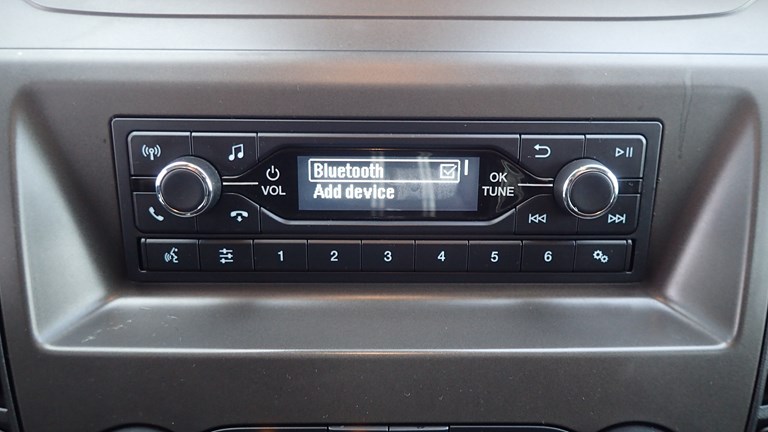 Bluetooth
Add device
VOL
OK
TUNE
1 2 3 4 5 6